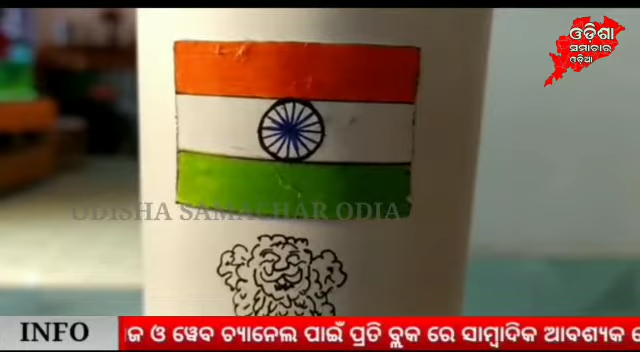 ଓଡ଼ିଶା
ସମାଚାର
ଓଡ଼ିଆ
ODISHA SAMACHAR ODIA
INFO
ଓ ୱେବ ଚ୍ୟାନେଲ ପାଇଁ ପ୍ରତି ବ୍ଲକ ରେ ସାମ୍ବାଦିକ ଆବଶ୍ୟକ